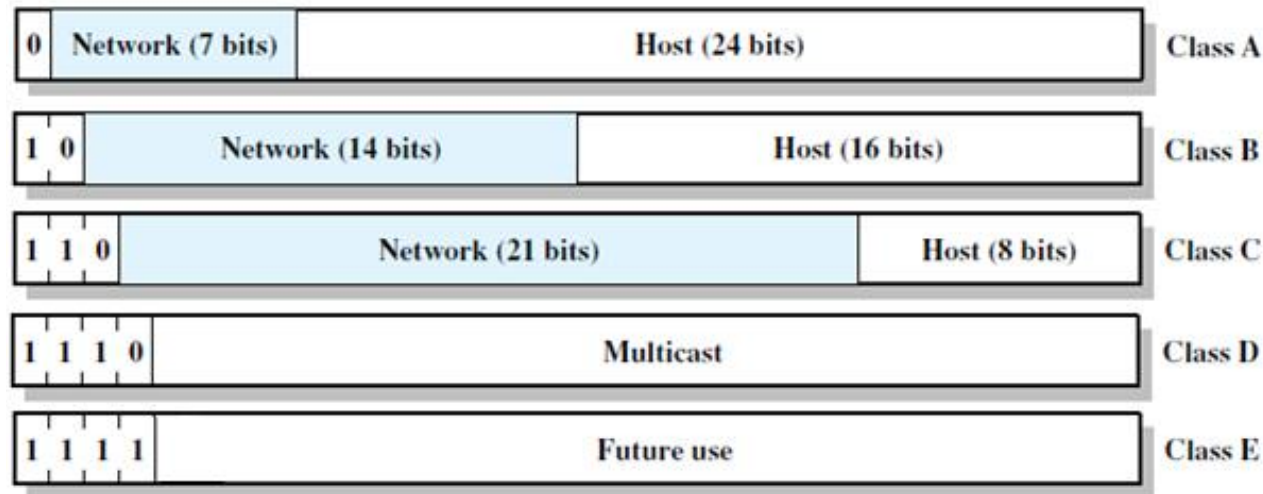 0 Network (7 bits) Host (24 bits) Class A
1 0 Network (14 bits) Host (16 bits) Class B
1 1 0 Network (21 bits) Host (8 bits) Class C
1 1 1 0 Multicast Class D
1 1 1 1 Future use Class E